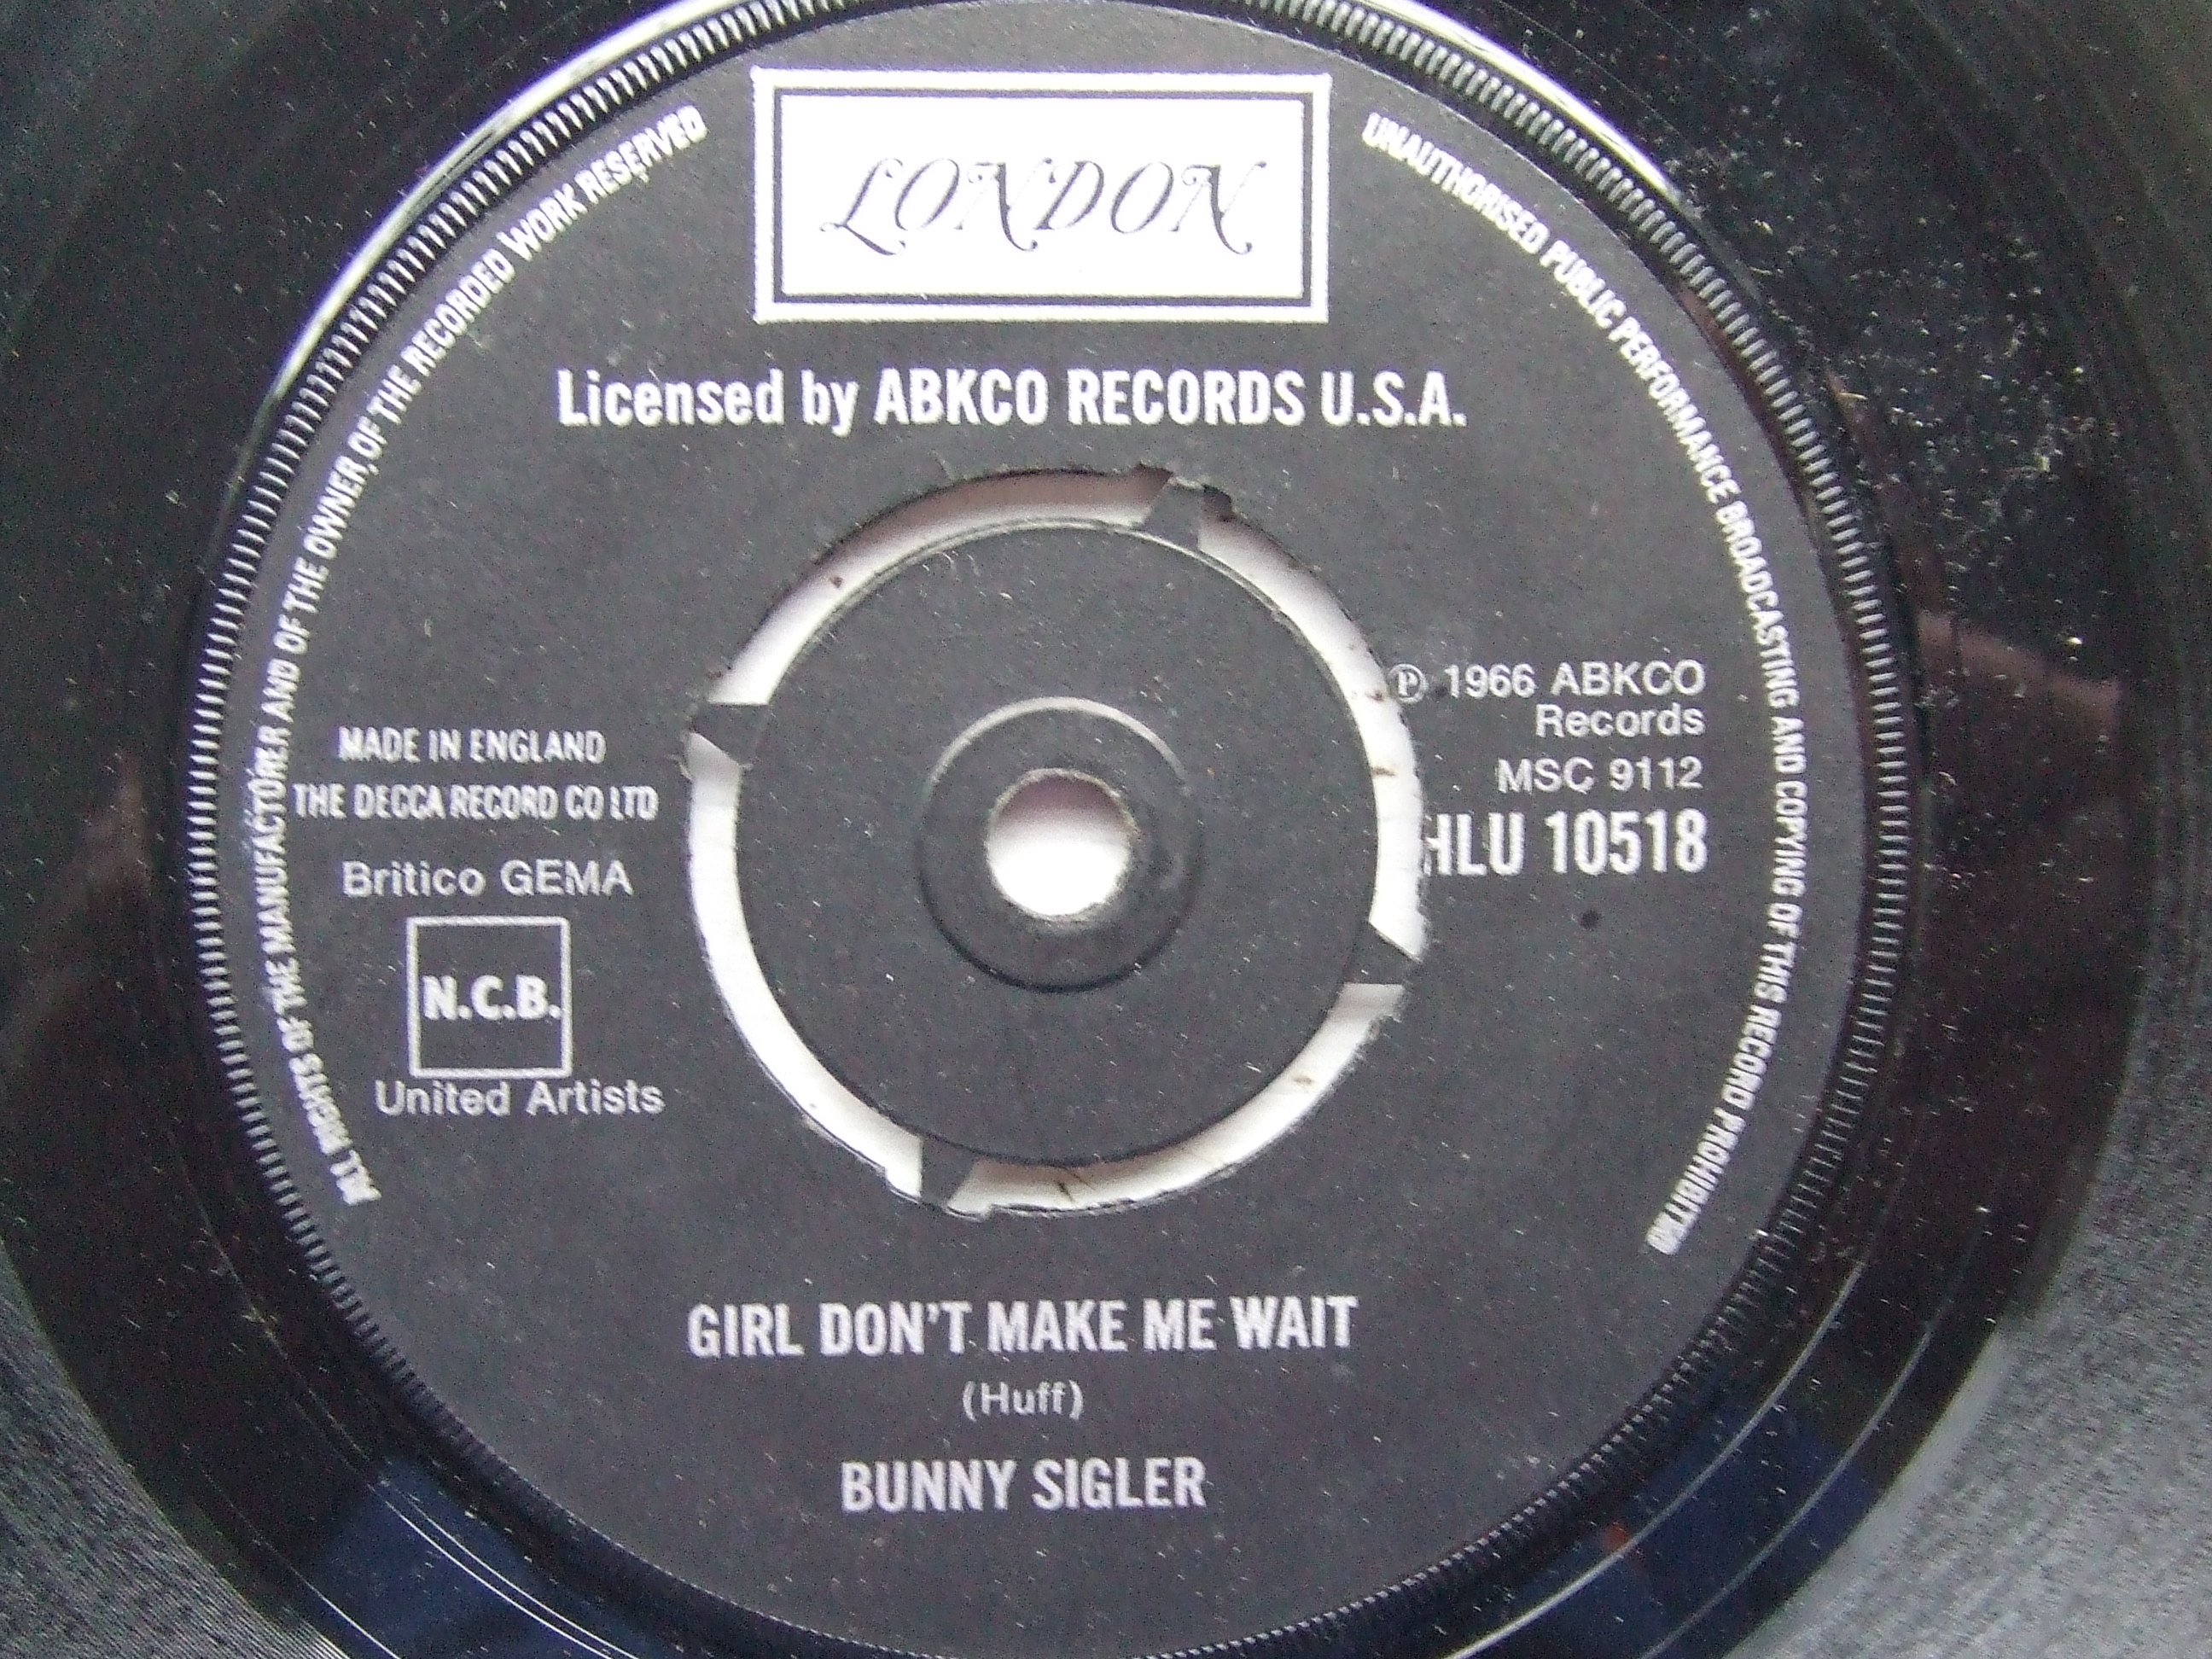 LONDON
ALL RIGHTS OF THE MANUFACTURER AND OF THE OWNER OF THE RECORDED WORK RESERVED
UNAUTHORISED PUBLIC PERFORMANCE BROADCASTING AND COPYING OF THIS RECORD PROHIBITED
Licensed by ABKCO RECORDS U.S.A.
MADE IN ENGLAND
THE DECCA RECORD CO LTD
Britico GEMA
N.C.B.
United Artists
℗ 1966 ABKCO
Records
MSC 9112
HLU 10518
GIRL DON'T MAKE ME WAIT
(Huff)
BUNNY SIGLER